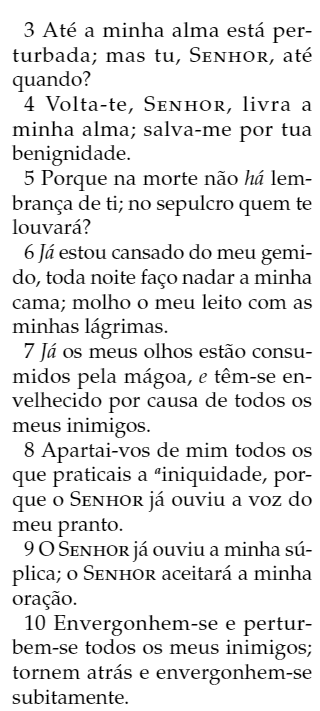 3 Até a minha alma está per-
turbada; mas tu, SENHOR, até
quando?
4 Volta-te, SENHOR, livra a
minha alma; salva-me por tua
benignidade.
5 Porque na morte não há lem-
brança de ti; no sepulcro quem te
louvará?
6 Já estou cansado do meu gemi-
do, toda noite faço nadar a minha
cama; molho o meu leito com as
minhas lágrimas.
7 Já os meus olhos estão consu-
midos pela mágoa, e têm-se en-
velhecido por causa de todos os
meus inimigos.
8 Apartai-vos de mim todos os
que praticais a ᵃiniquidade, por-
que o SENHOR já ouviu a voz do
meu pranto.
9 O SENHOR já ouviu a minha sú-
plica; o SENHOR aceitará a minha
oração.
10 Envergonhem-se e pertur-
bem-se todos os meus inimigos;
tornem atrás e envergonhem-se
subitamente.